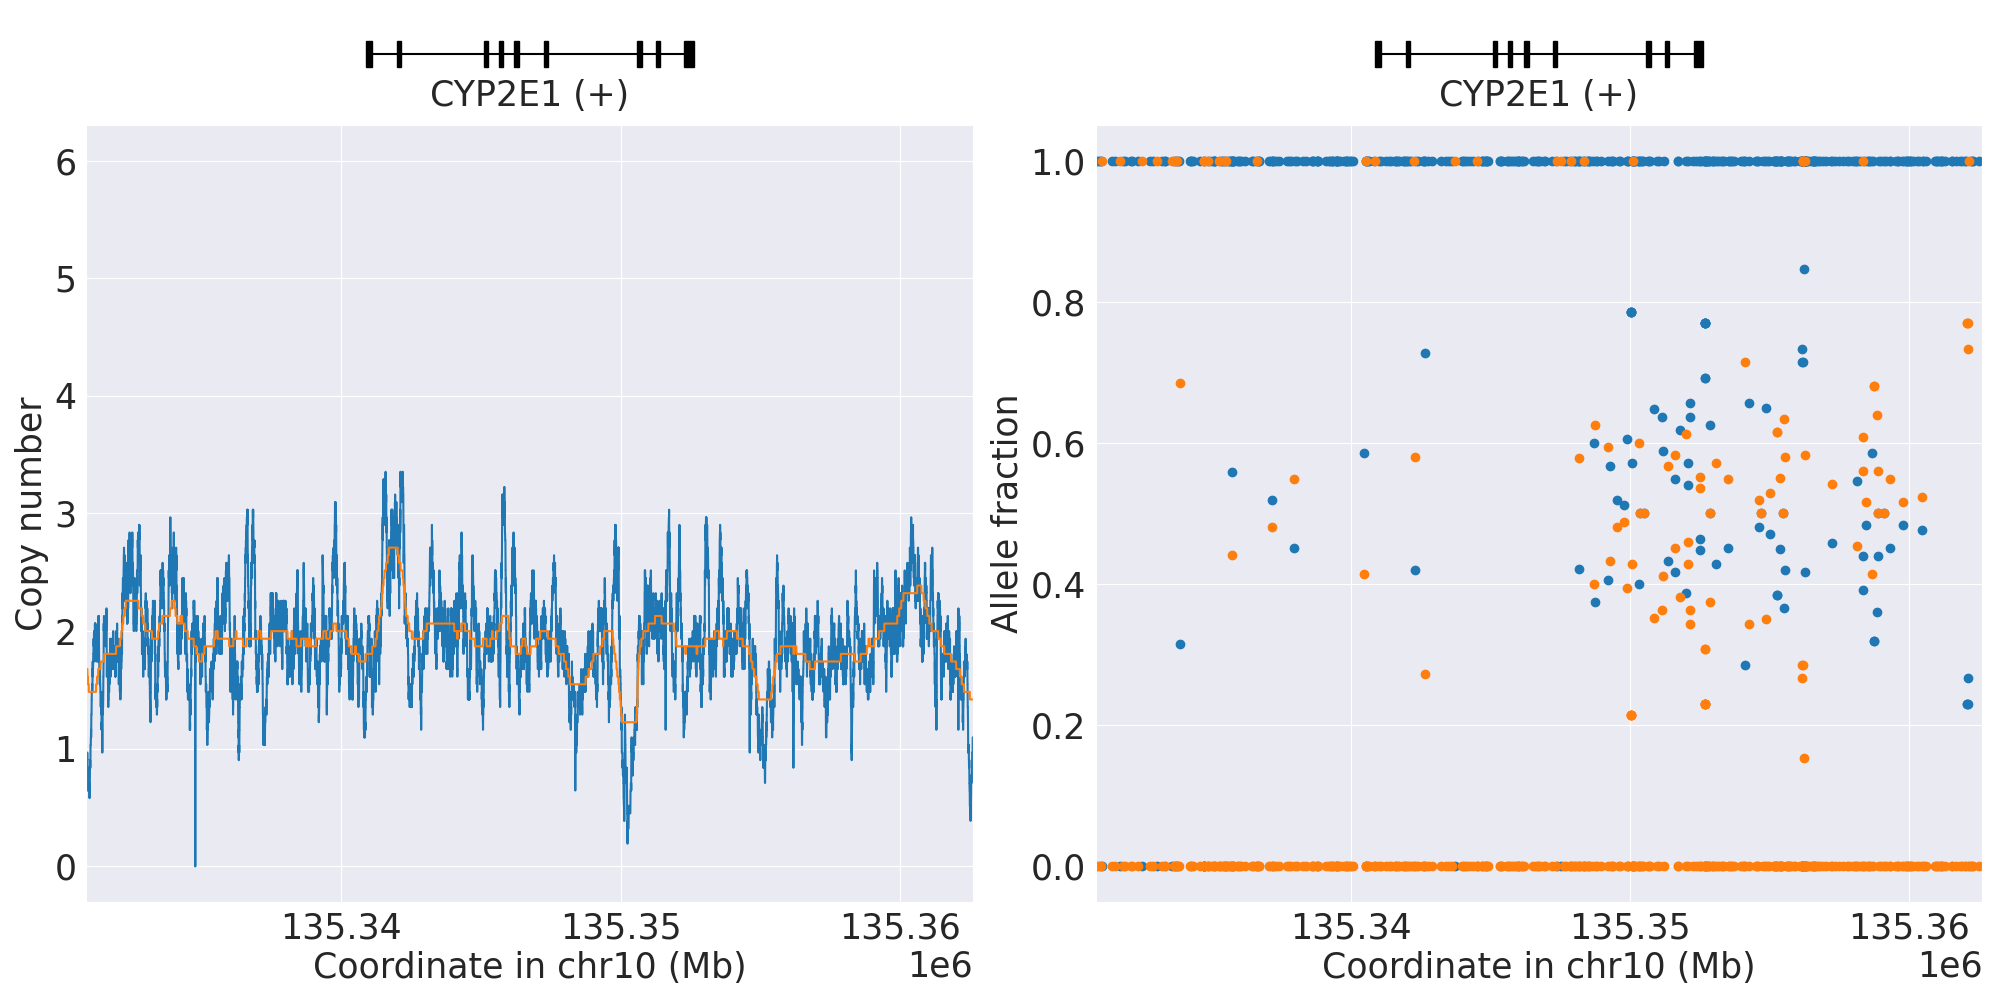 CYP2E1 (+)
6
5
4
3
2
1
0
Copy number
135.34 135.35 135.36
Coordinate in chr10 (Mb)
1e6
CYP2E1 (+)
1.0
0.8
0.6
0.4
0.2
0.0
Allele fraction
135.34 135.35 135.36
Coordinate in chr10 (Mb)
1e6